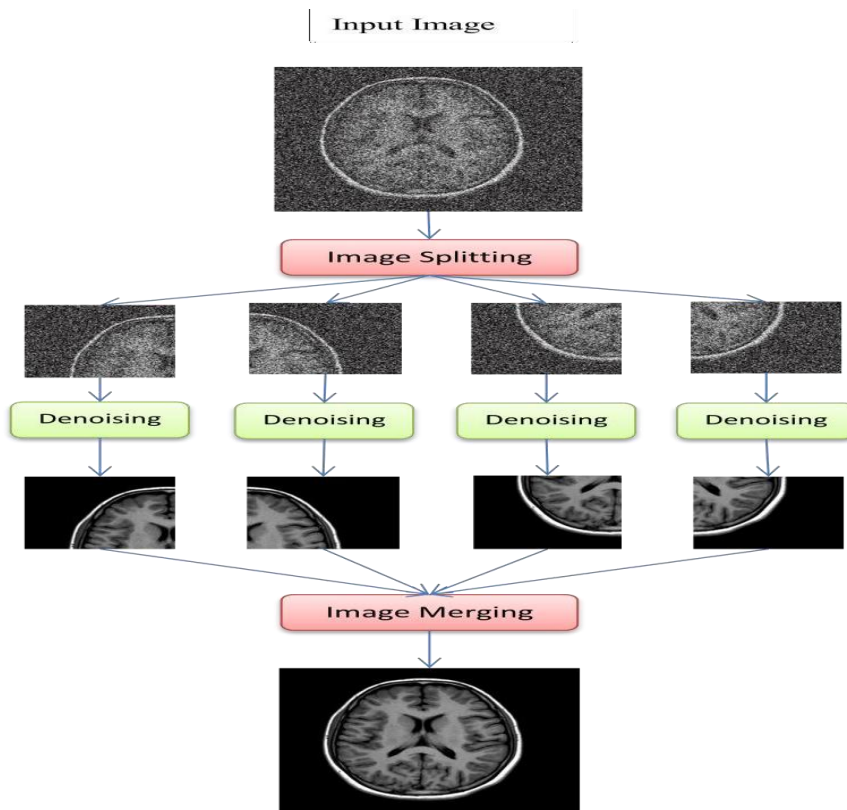 Input Image
Image Splitting
Denoising
Denoising
Denoising
Denoising
Image Merging